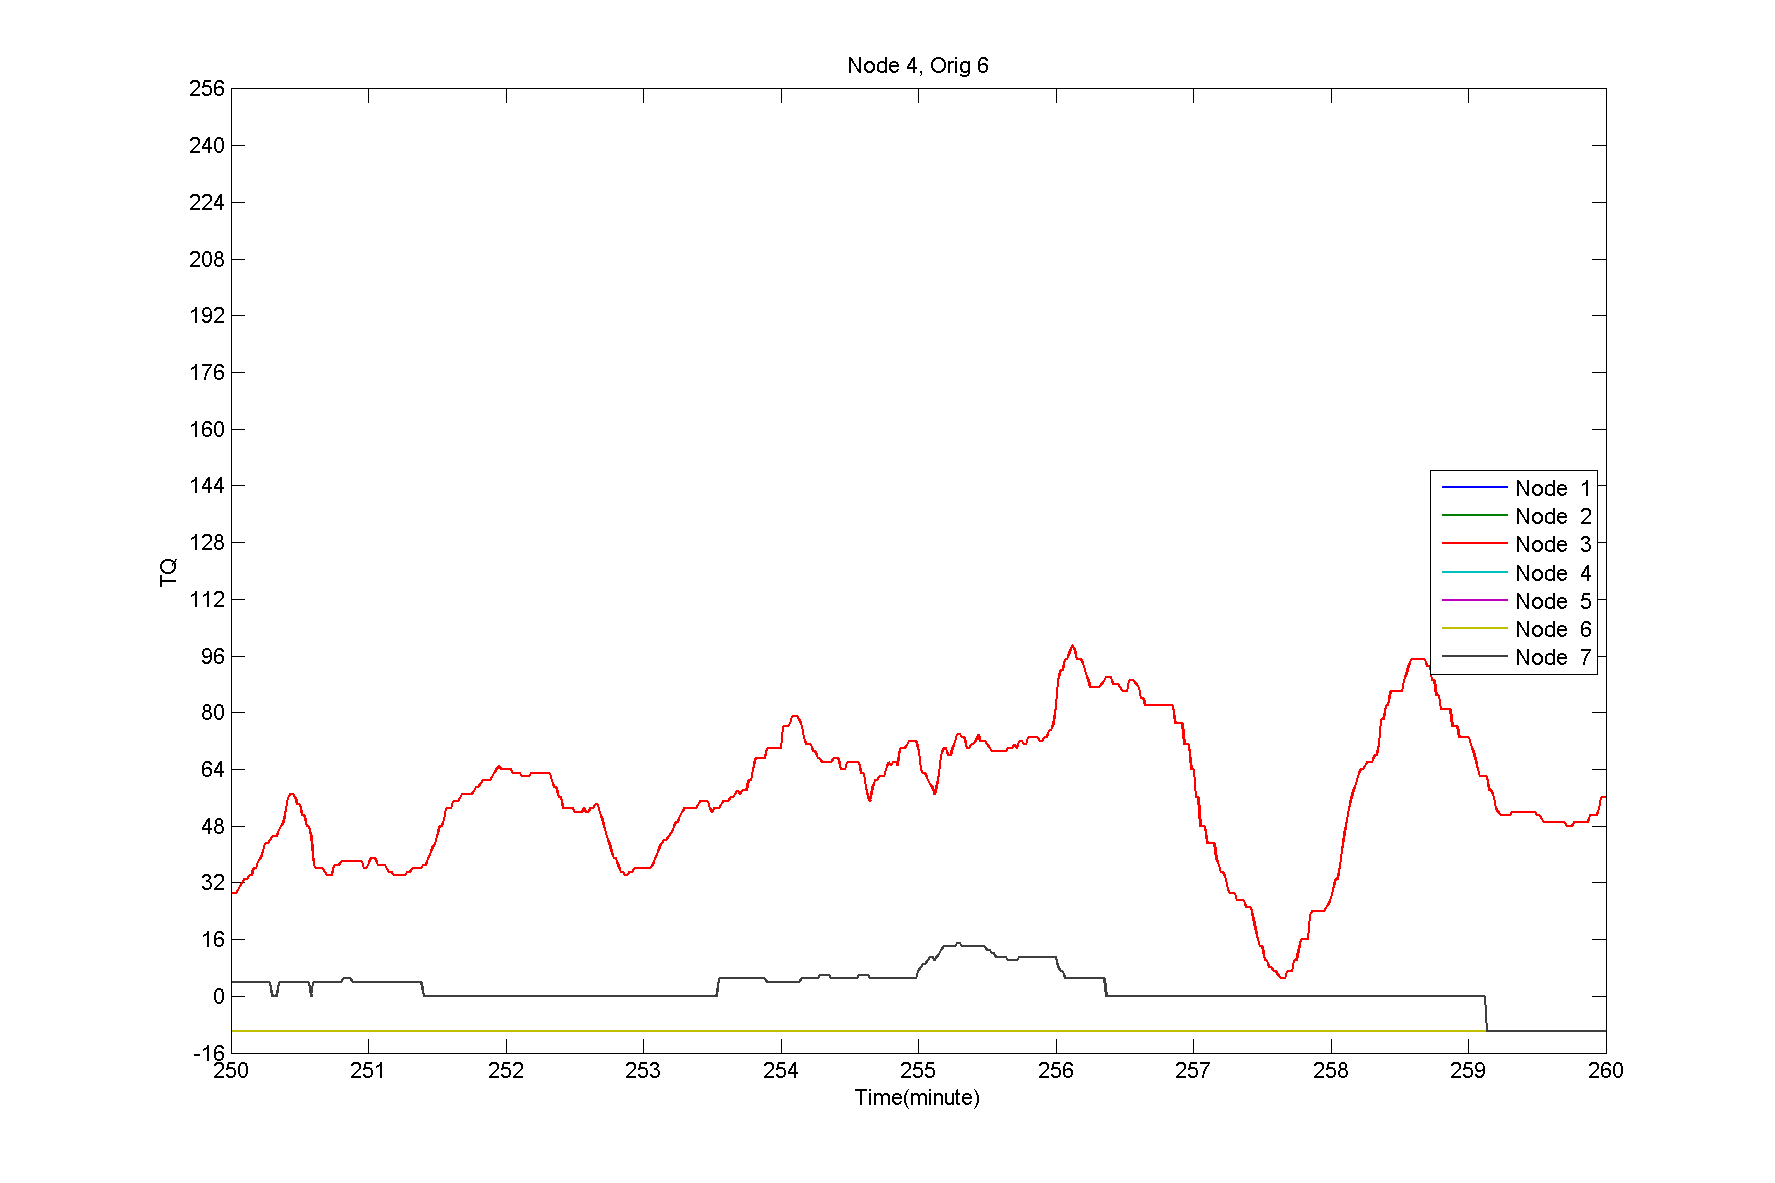 Node 4, Orig 6
256
240
224
208
192
176
160
144
128
112
96
80
64
48
32
16
0
-16
TQ
Node 1
Node 2
Node 3
Node 4
Node 5
Node 6
Node 7
250 251 252 253 254 255 256 257 258 259 260
Time(minute)